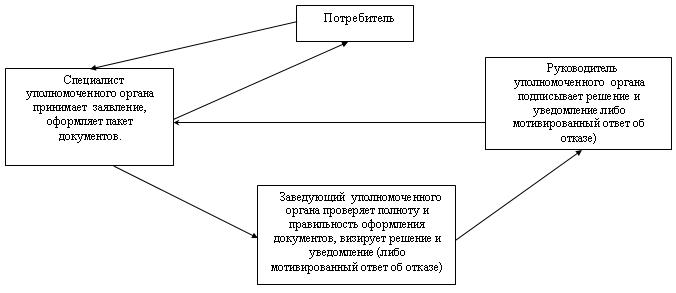 Потребитель
Специалист
уполномоченного органа
принимает заявление,
оформляет пакет
документов.
Руководитель
уполномоченного органа
подписывает решение и
уведомление либо
мотивированный ответ об
отказе)
Заведующий уполномоченного
органа проверяет полноту и
правильность оформления
документов, визирует решение и
уведомление (либо
мотивированный ответ об отказе)